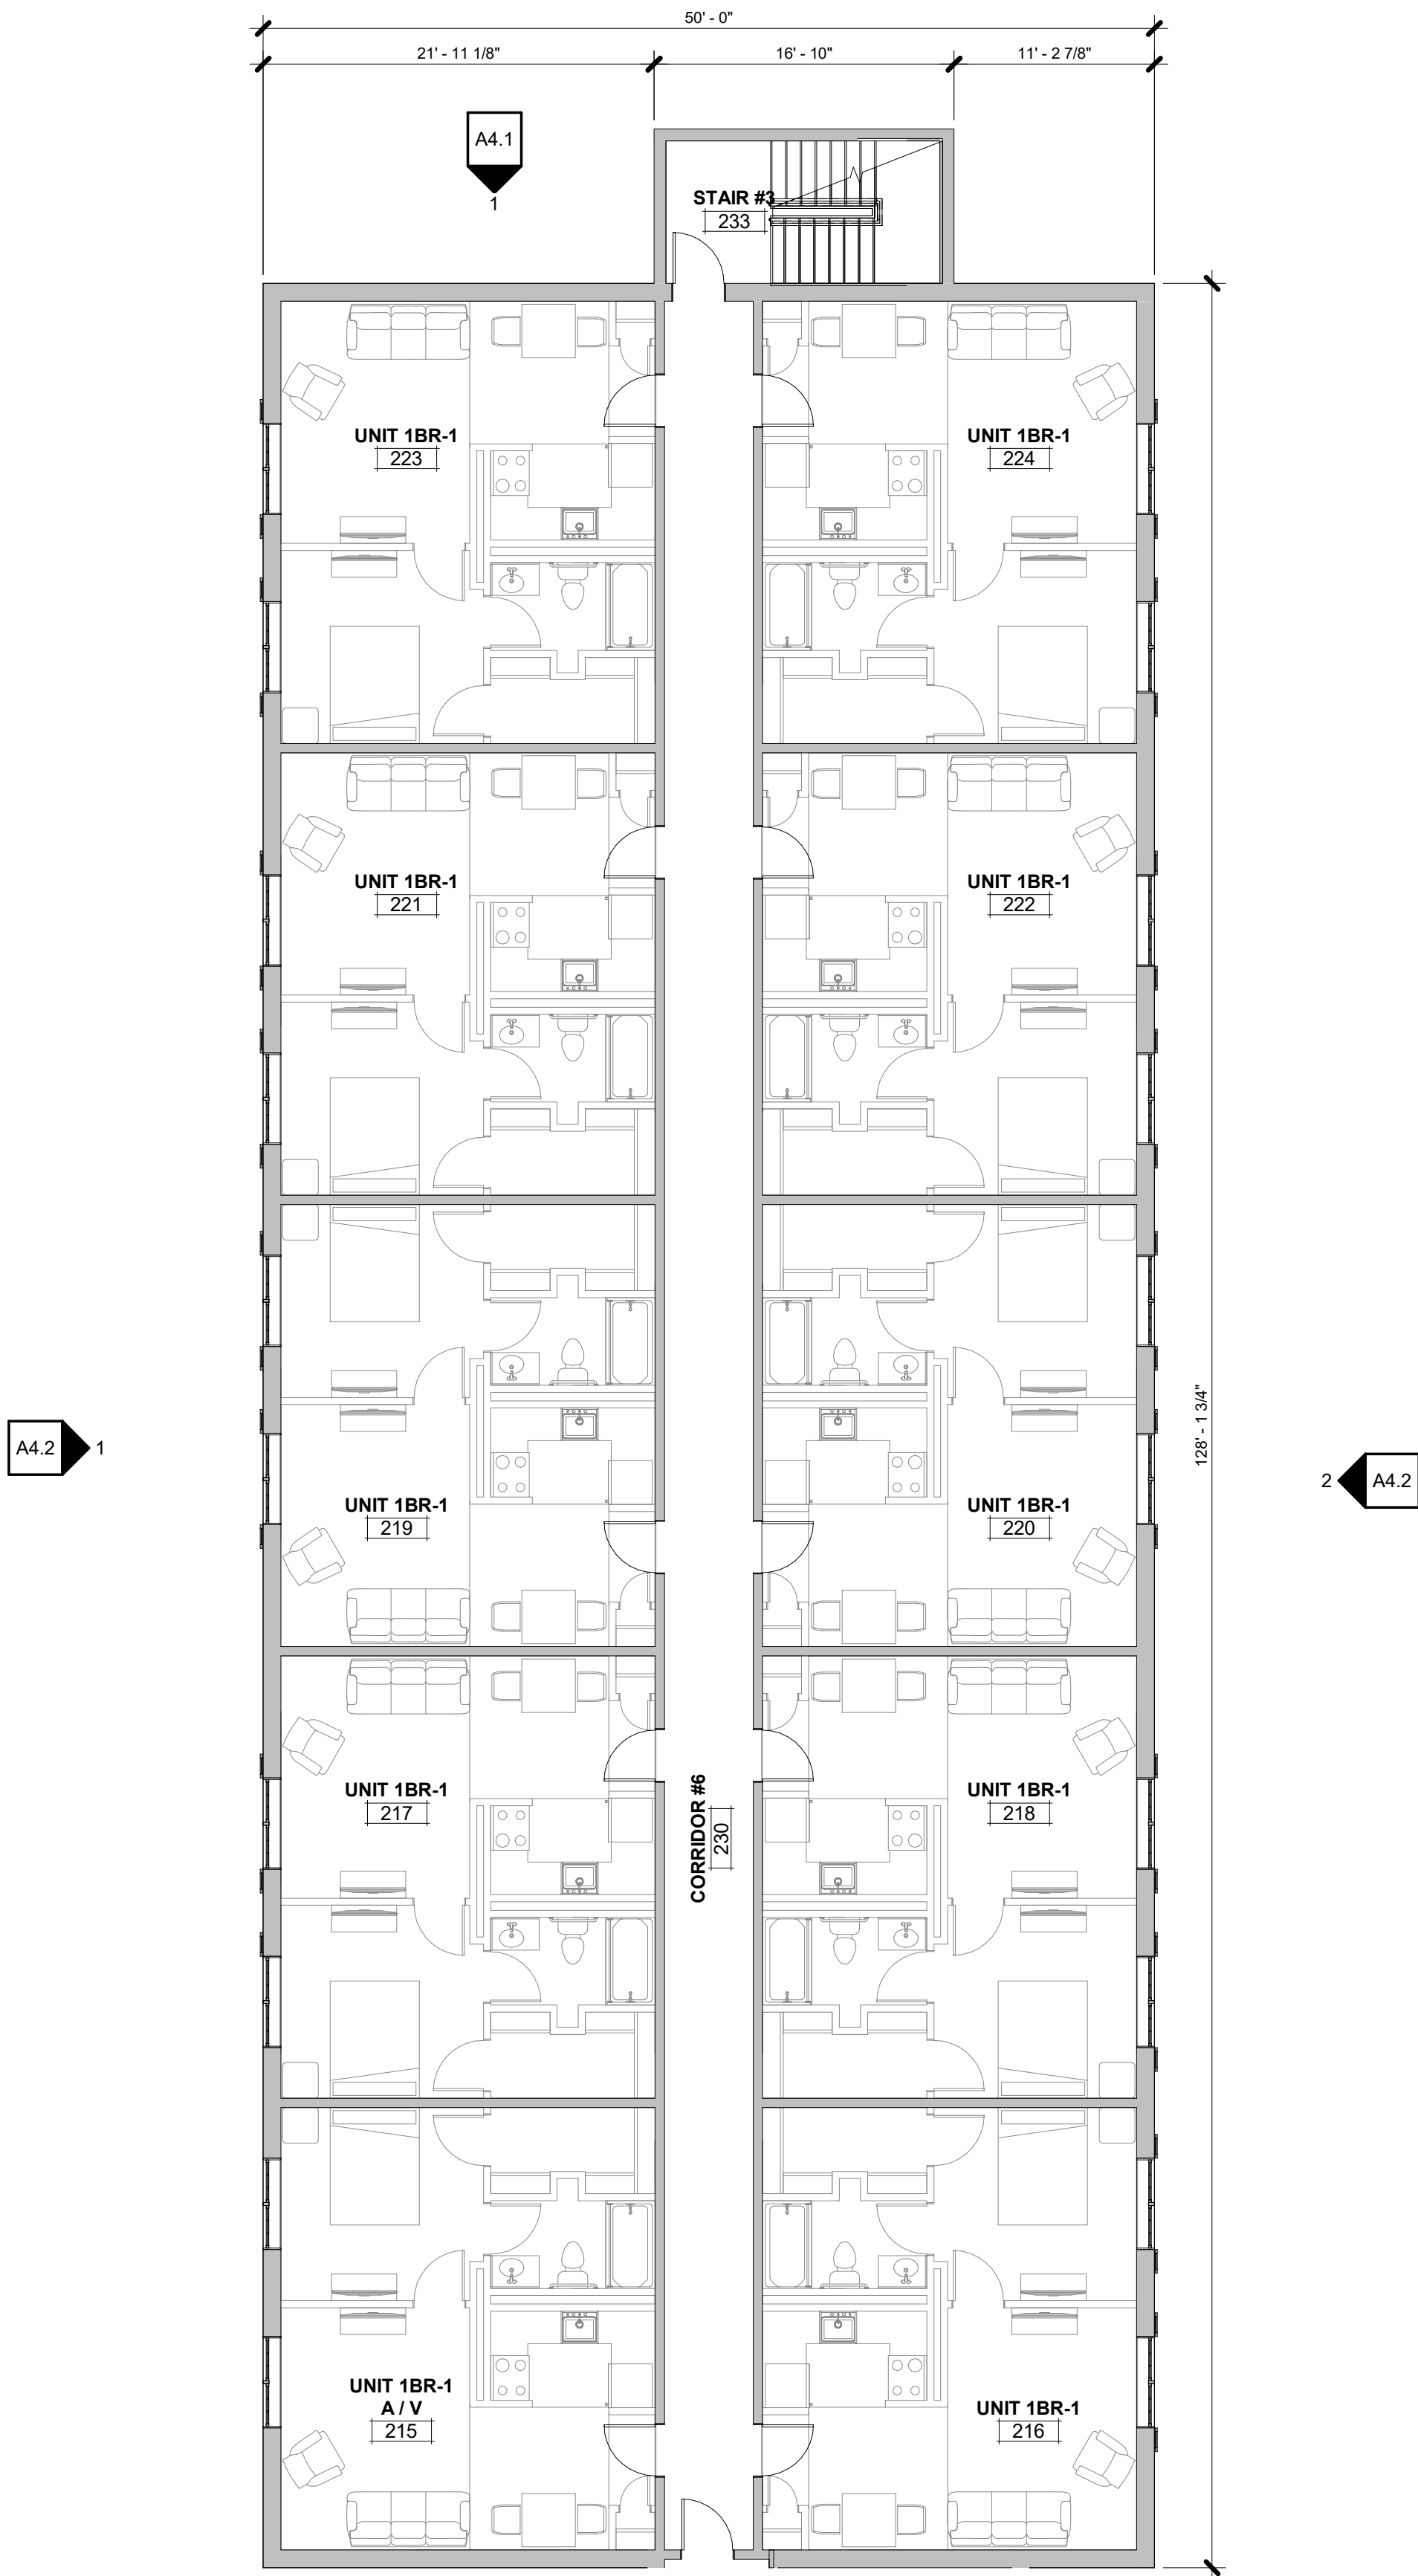 50' - 0"
21' - 11 1/8"
16' - 10"
11' - 2 7/8"
A4.1
1
STAIR #3
233
UNIT 1BR-1
223
UNIT 1BR-1
224
UNIT 1BR-1
221
UNIT 1BR-1
222
128' - 1 3/4"
A4.2
1
2
A4.2
UNIT 1BR-1
219
UNIT 1BR-1
220
UNIT 1BR-1
217
CORRIDOR #6
230
UNIT 1BR-1
218
UNIT 1BR-1
A / V
215
UNIT 1BR-1
216